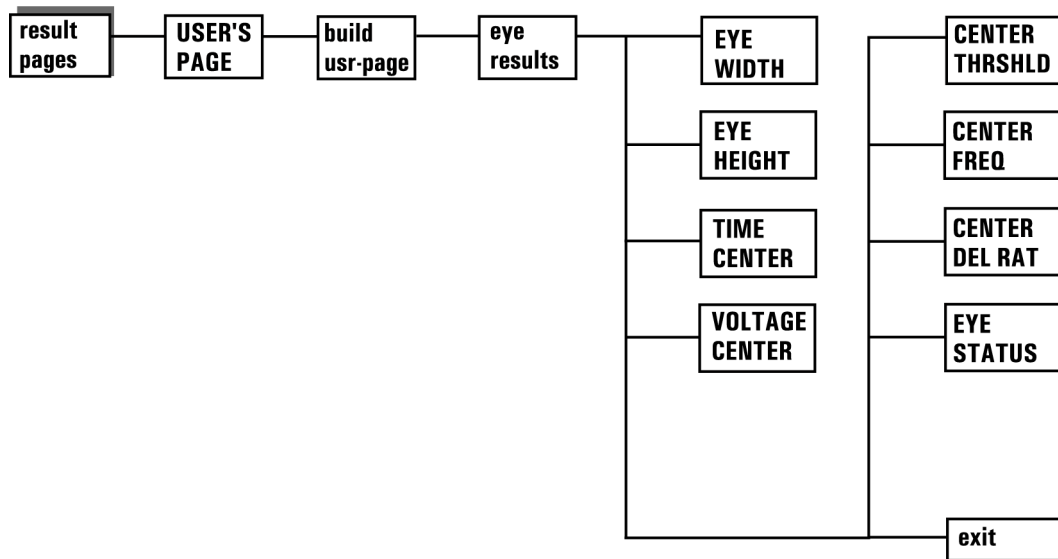 result
pages
USER'S
PAGE
build
usr-page
eye
results
EYE
WIDTH
EYE
HEIGHT
TIME
CENTER
VOLTAGE
CENTER
CENTER
THRSHLD
CENTER
FREQ
CENTER
DEL RAT
EYE
STATUS
exit